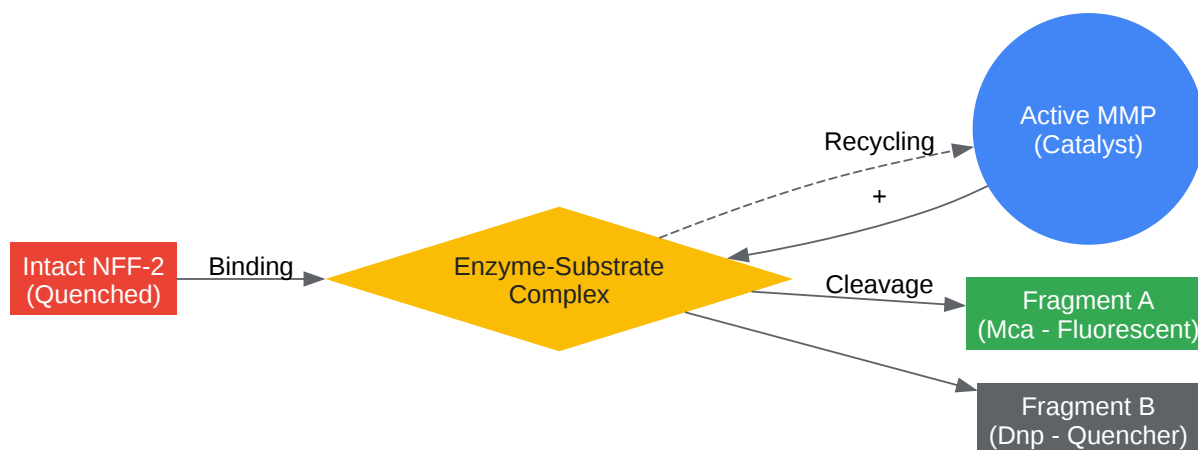 Active MMP
(Catalyst)
Recycling
+
Intact NFF-2
(Quenched)
Binding
Enzyme-Substrate
Complex
Cleavage
Fragment A
(Mca - Fluorescent)
Fragment B
(Dnp - Quencher)